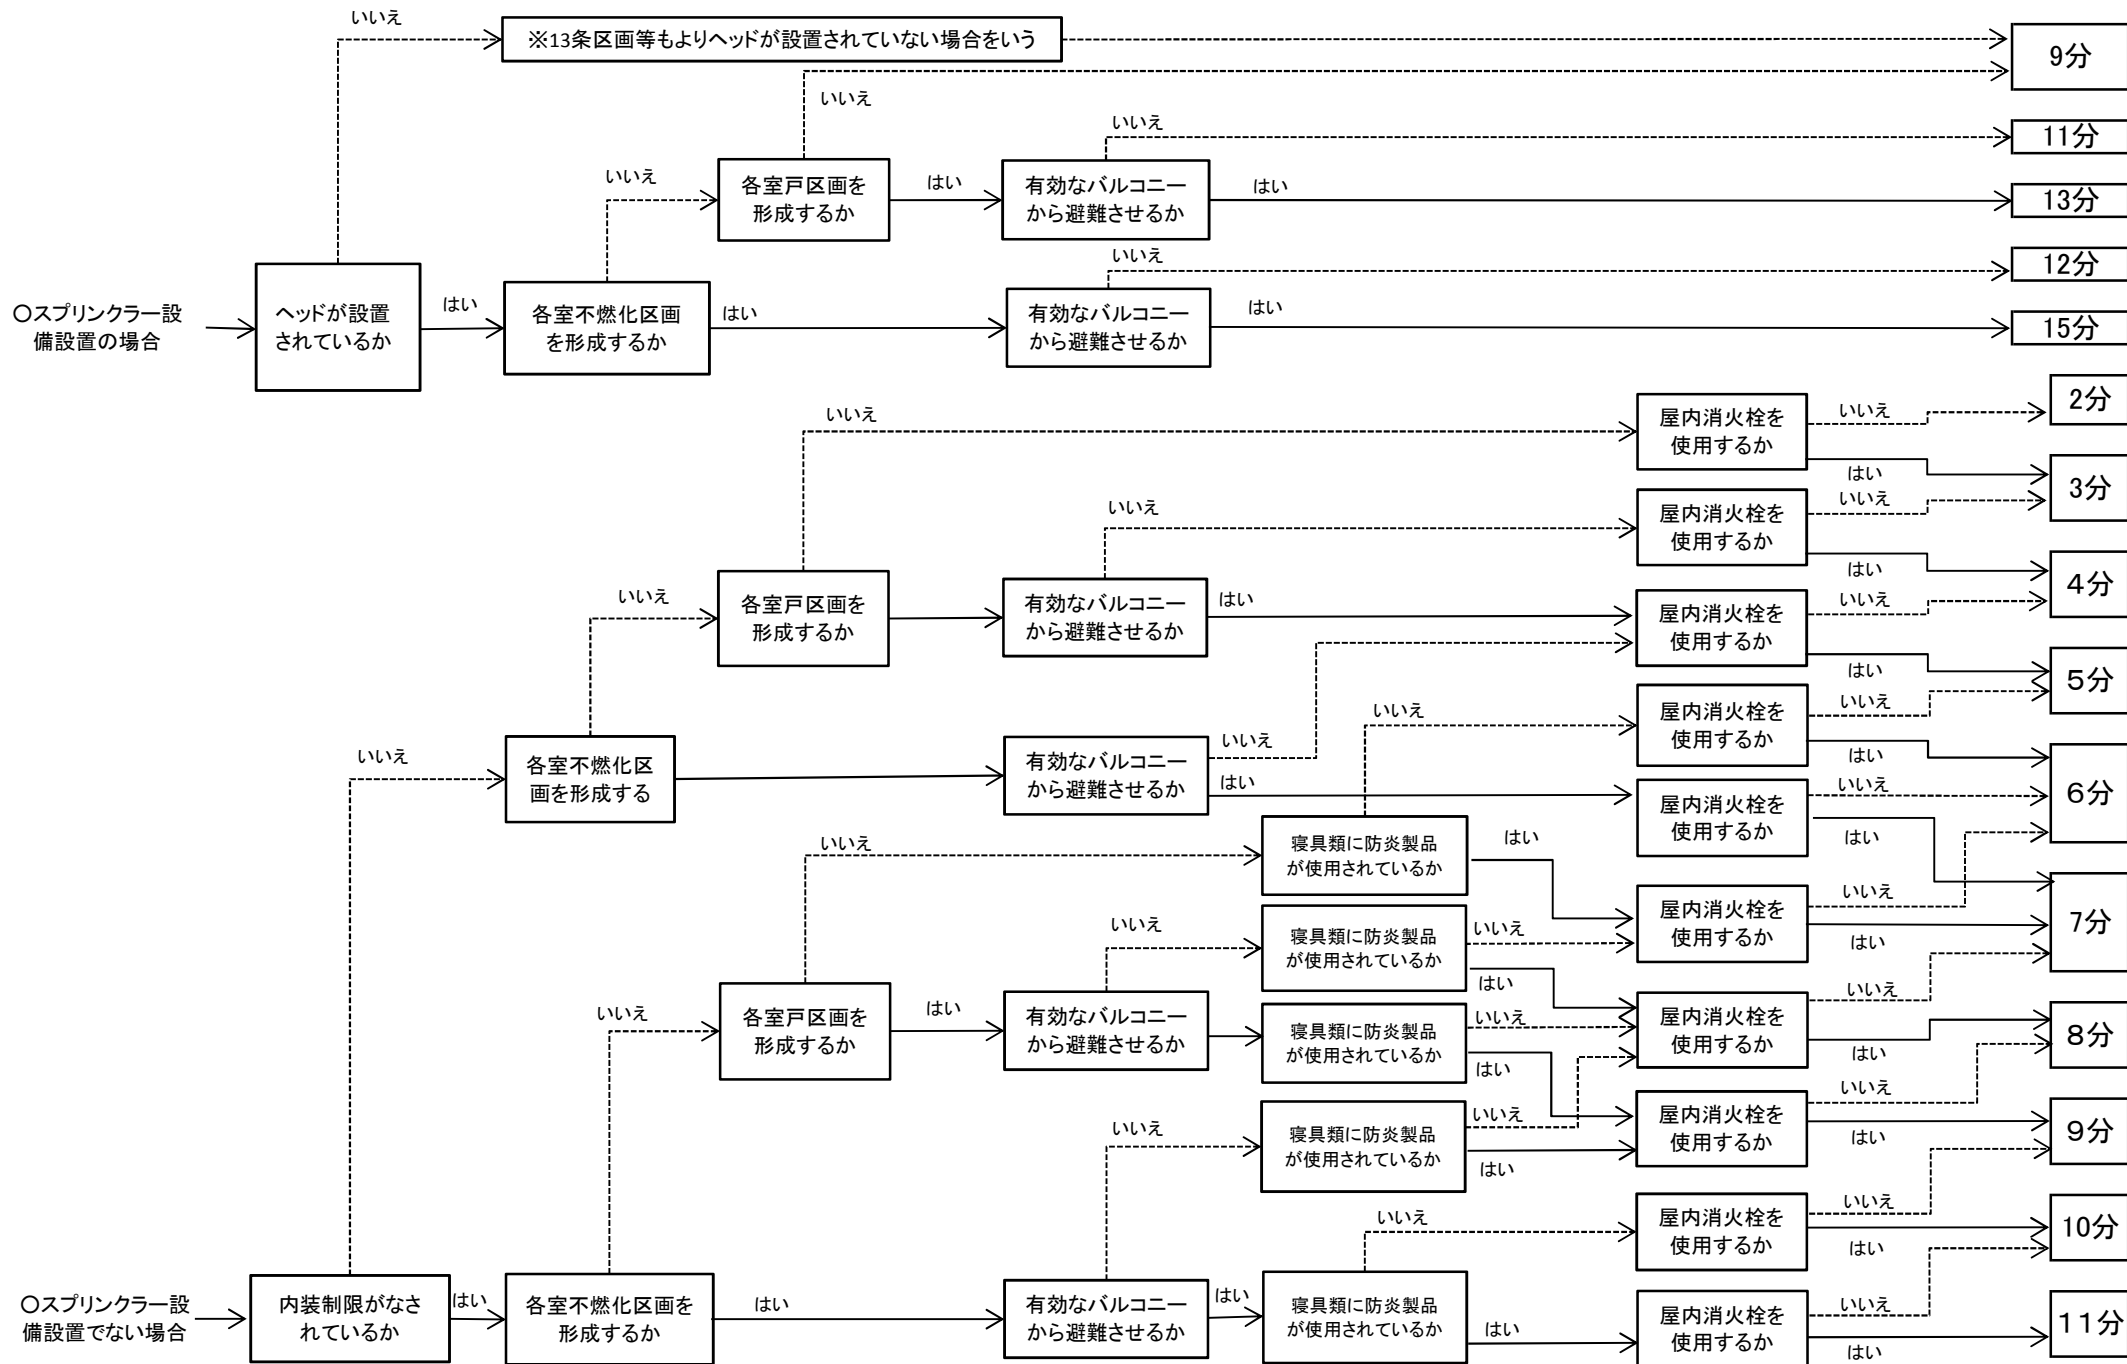 いいえ
※13条区画等もよりヘッドが設置されていない場合をいう
9分
いいえ
いいえ
11分
いいえ
各室戸区画を
形成するか
はい
有効なバルコニー
から避難させるか
はい
13分
いいえ
12分
〇スプリンクラー設
備設置の場合
ヘッドが設置
されているか
はい
各室不燃化区画
を形成するか
はい
有効なバルコニー
から避難させるか
はい
15分
いいえ
屋内消火栓を
使用するか
いいえ
2分
はい
3分
いいえ
屋内消火栓を
使用するか
いいえ
はい
4分
いいえ
各室戸区画を
形成するか
有効なバルコニー
から避難させるか
はい
屋内消火栓を
使用するか
いいえ
はい
5分
いいえ
屋内消火栓を
使用するか
いいえ
はい
6分
いいえ
各室不燃化区
画を形成する
有効なバルコニー
から避難させるか
いいえ
はい
屋内消火栓を
使用するか
いいえ
はい
いいえ
寝具類に防炎製品
が使用されているか
はい
屋内消火栓を
使用するか
いいえ
はい
7分
いいえ
寝具類に防炎製品
が使用されているか
いいえ
はい
いいえ
各室戸区画を
形成するか
はい
有効なバルコニー
から避難させるか
寝具類に防炎製品
が使用されているか
いいえ
はい
屋内消火栓を
使用するか
いいえ
はい
8分
いいえ
寝具類に防炎製品
が使用されているか
いいえ
はい
屋内消火栓を
使用するか
いいえ
はい
9分
いいえ
屋内消火栓を
使用するか
いいえ
はい
10分
〇スプリンクラー設
備設置でない場合
内装制限がなさ
れているか
はい
各室不燃化区画を
形成するか
はい
有効なバルコニー
から避難させるか
はい
寝具類に防炎製品
が使用されているか
はい
屋内消火栓を
使用するか
いいえ
はい
11分